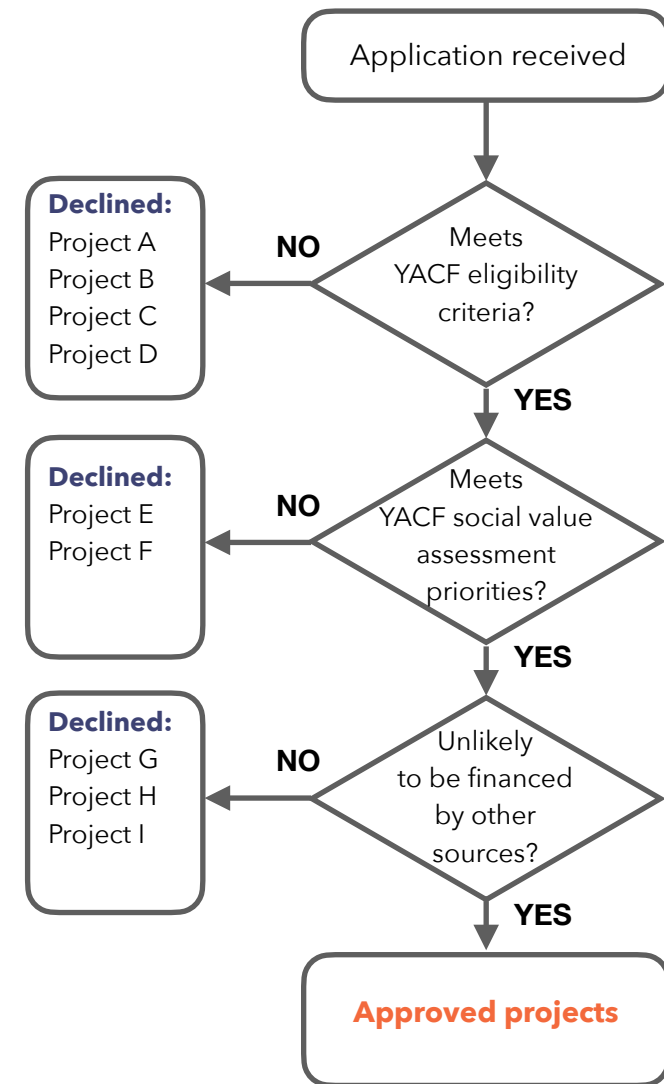 Application received
Meets
YACF eligibility
criteria?
NO
Declined:
Project A
Project B
Project C
Project D
YES
Meets
YACF social value
assessment
priorities?
NO
Declined:
Project E
Project F
YES
Unlikely
to be financed
by other
sources?
NO
Declined:
Project G
Project H
Project I
YES
Approved projects